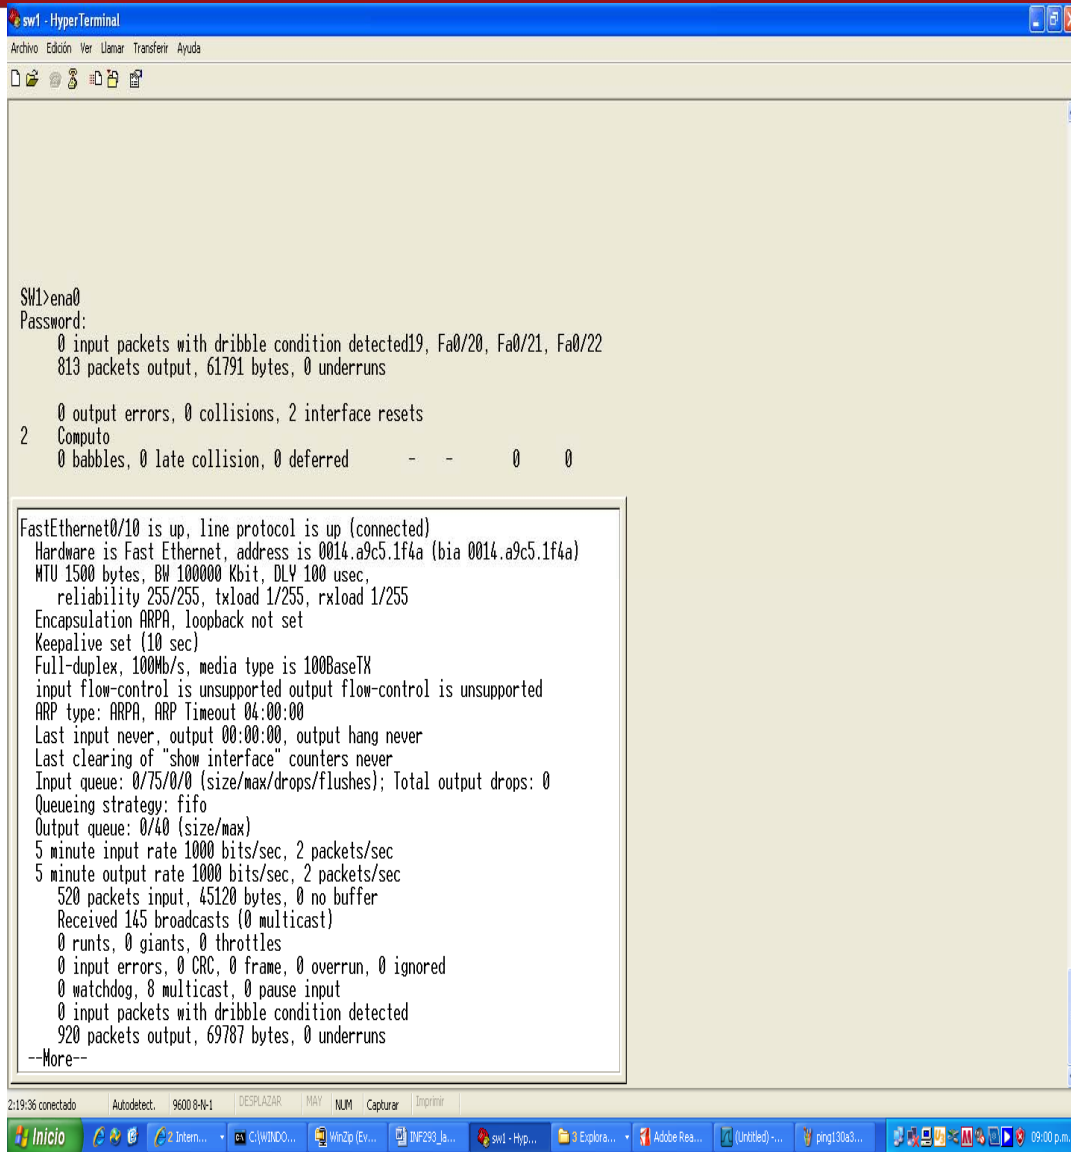 sw1 - HyperTerminal
Archivo Edición Ver Llamar Transferir Ayuda
SW1>ena0
Password:
0 input packets with dribble condition detected19, Fa0/20, Fa0/21, Fa0/22
813 packets output, 61791 bytes, 0 underruns
0 output errors, 0 collisions, 2 interface resets
2 Computo
0 babbles, 0 late collision, 0 deferred - - 0 0
FastEthernet0/10 is up, line protocol is up (connected)
Hardware is Fast Ethernet, address is 0014.a9c5.1f4a (bia 0014.a9c5.1f4a)
MTU 1500 bytes, BW 100000 Kbit, DLY 100 usec,
reliability 255/255, txload 1/255, rxload 1/255
Encapsulation ARPA, loopback not set
Keepalive set (10 sec)
Full-duplex, 100Mb/s, media type is 100BaseTX
input flow-control is unsupported output flow-control is unsupported
ARP type: ARPA, ARP Timeout 04:00:00
Last input never, output 00:00:00, output hang never
Last clearing of "show interface" counters never
Input queue: 0/75/0/0 (size/max/drops/flushes); Total output drops: 0
Queueing strategy: fifo
Output queue: 0/40 (size/max)
5 minute input rate 1000 bits/sec, 2 packets/sec
5 minute output rate 1000 bits/sec, 2 packets/sec
520 packets input, 45120 bytes, 0 no buffer
Received 145 broadcasts (0 multicast)
0 runts, 0 giants, 0 throttles
0 input errors, 0 CRC, 0 frame, 0 overrun, 0 ignored
0 watchdog, 8 multicast, 0 pause input
0 input packets with dribble condition detected
920 packets output, 69787 bytes, 0 underruns
--More--
2:19:36 conectado Autodetect. 9600 8-N-1 DESPLAZAR MAY NUM Capturar Imprimir
Inicio 2 Intern... C:\WINDO... WinZip (Ev... INF293_la... sw1 - Hyp... 3 Explora... Adobe Rea... (Untitled) -... ping130a3... 09:00 p.m.